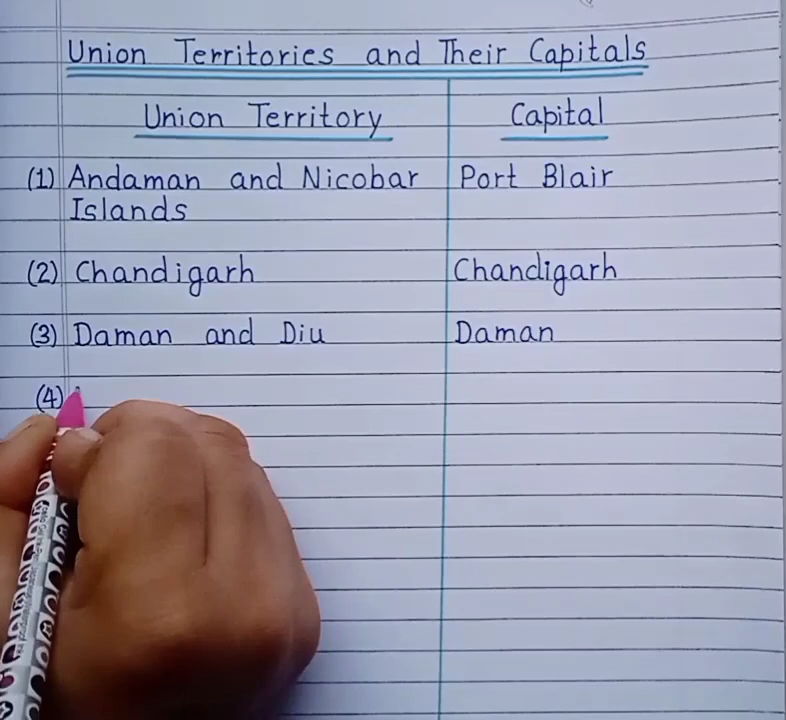 Union Territories and Their Capitals
Union Territory Capital
(1) Andaman and Nicobar Port Blair
Islands
(2) Chandigarh Chandigarh
(3) Daman and Diu Daman
(4)